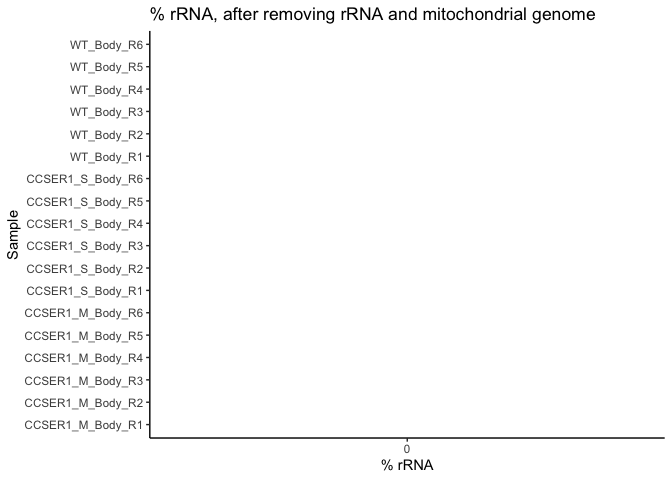 % rRNA, after removing rRNA and mitochondrial genome
WT_Body_R6
WT_Body_R5
WT_Body_R4
WT_Body_R3
WT_Body_R2
WT_Body_R1
CCSER1_S_Body_R6
CCSER1_S_Body_R5
CCSER1_S_Body_R4
CCSER1_S_Body_R3
CCSER1_S_Body_R2
CCSER1_S_Body_R1
CCSER1_M_Body_R6
CCSER1_M_Body_R5
CCSER1_M_Body_R4
CCSER1_M_Body_R3
CCSER1_M_Body_R2
CCSER1_M_Body_R1
Sample
0
% rRNA